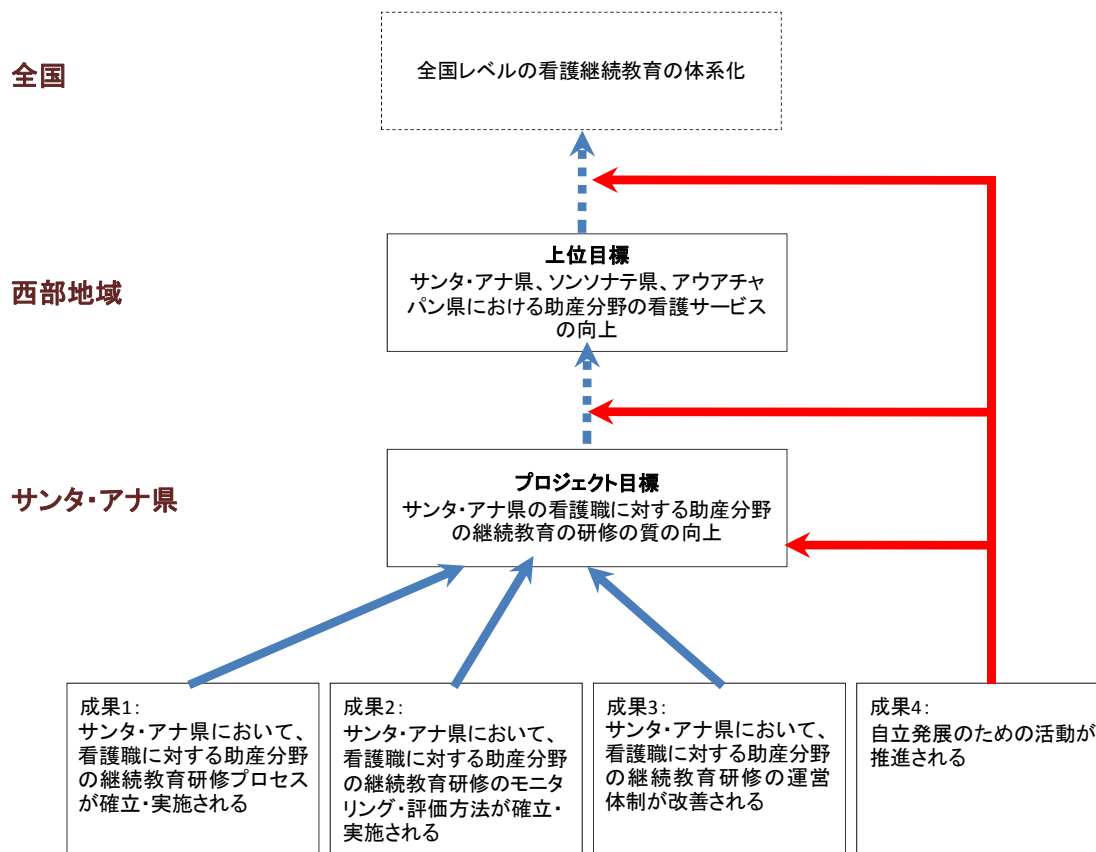 全国
全国レベルの看護継続教育の体系化
西部地域
上位目標
サンタ・アナ県、ソンソナテ県、アウアチャ
パン県における助産分野の看護サービス
の向上
サンタ・アナ県
プロジェクト目標
サンタ・アナ県の看護職に対する助産分野
の継続教育の研修の質の向上
成果1:
サンタ・アナ県において、
看護職に対する助産分野
の継続教育研修プロセス
が確立・実施される
成果2:
サンタ・アナ県において、
看護職に対する助産分野
の継続教育研修のモニタ
リング・評価方法が確立・
実施される
成果3:
サンタ・アナ県において、
看護職に対する助産分野
の継続教育研修の運営
体制が改善される
成果4:
自立発展のための活動が
推進される